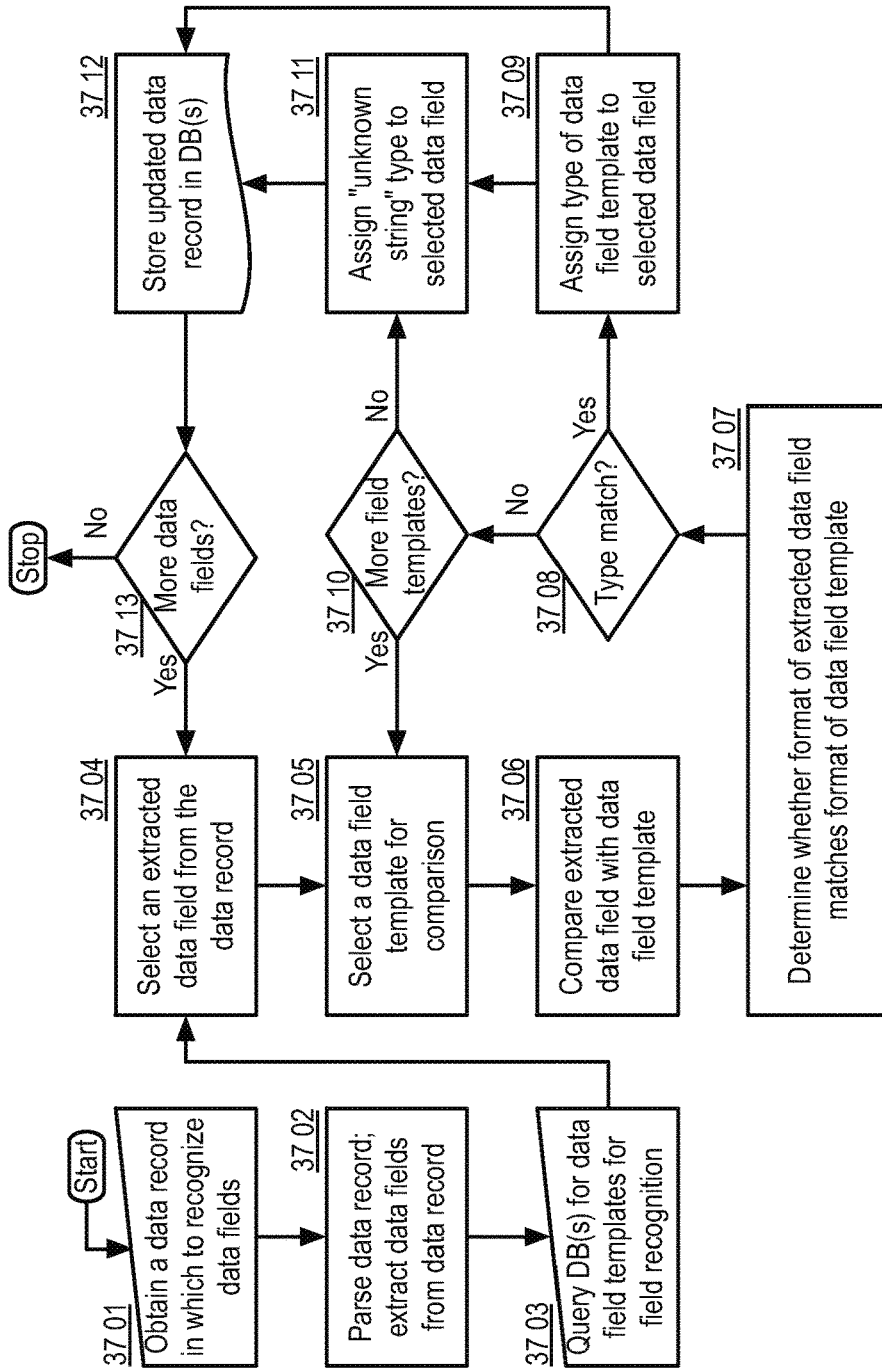 Start
37 01
Obtain a data record
in which to recognize
data fields
37 02
Parse data record;
extract data fields
from data record
37 03
Query DB(s) for data
field templates for
field recognition
37 04
Select an extracted
data field from the
data record
37 05
Select a data field
template for
comparison
37 06
Compare extracted
data field with data
field template
37 07
Determine whether format of extracted data field
matches format of data field template
37 08
Type match?
Yes
No
37 09
Assign type of data
field template to
selected data field
37 10
More field
templates?
Yes
No
37 11
Assign "unknown
string" type to
selected data field
37 12
Store updated data
record in DB(s)
37 13
More data
fields?
Yes
No
Stop